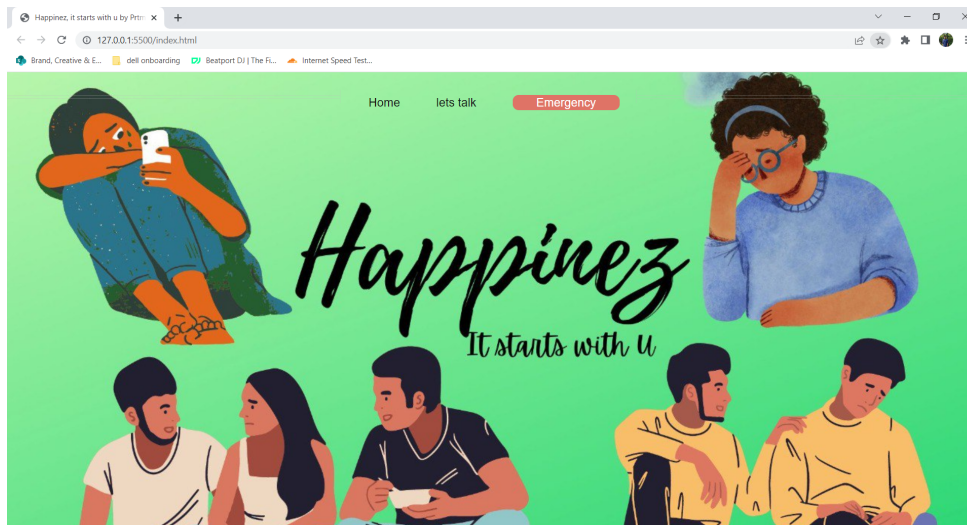 Happinez, it starts with u by Prtm
127.0.0.1:5500/index.html
Brand, Creative & E... dell onboarding Beatport DJ | The Fi... Internet Speed Test...
Home lets talk Emergency
Happinez
It starts with u